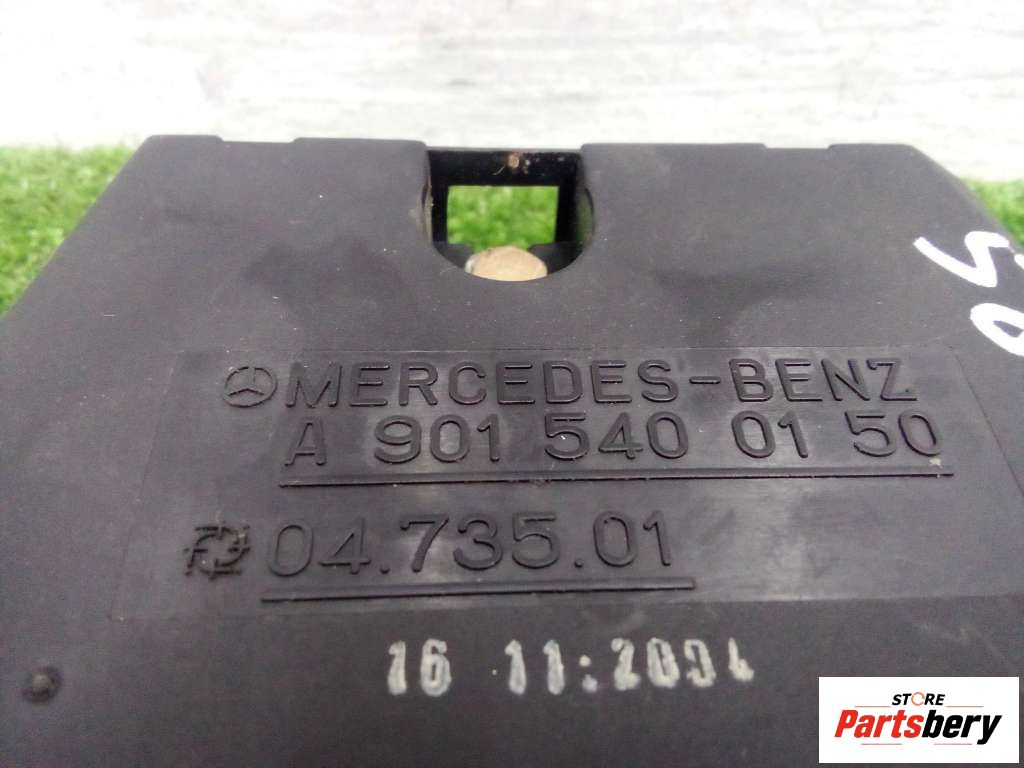 MERCEDES-BENZ
A 901 540 01 50
04.735.01
16 11:2004
STORE
Partsbery